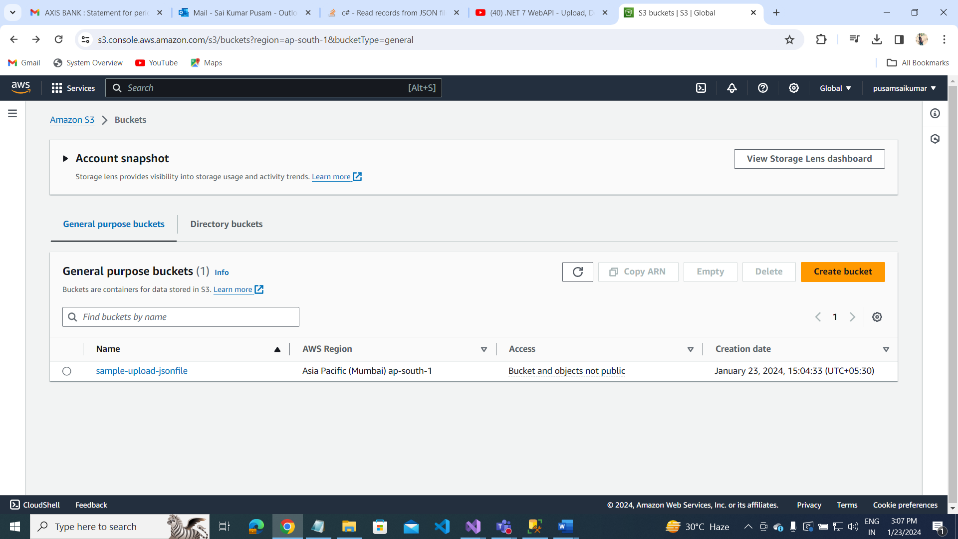 AXIS BANK : Statement for peri
Mail - Sai Kumar Pusam - Outlo
c# - Read records from JSON fi
(40) .NET 7 WebAPI - Upload, D
S3 buckets | S3 | Global
s3.console.aws.amazon.com/s3/buckets?region=ap-south-1&bucketType=general
Gmail
System Overview
YouTube
Maps
All Bookmarks
aws
Services
Search
[Alt+S]
Global
pusamsaikumar
Amazon S3 > Buckets
Account snapshot
View Storage Lens dashboard
Storage lens provides visibility into storage usage and activity trends. Learn more
General purpose buckets
Directory buckets
General purpose buckets (1) Info
Copy ARN
Empty
Delete
Create bucket
Buckets are containers for data stored in S3. Learn more
Find buckets by name
1
Name
AWS Region
Access
Creation date
sample-upload-jsonfile
Asia Pacific (Mumbai) ap-south-1
Bucket and objects not public
January 23, 2024, 15:04:33 (UTC+05:30)
CloudShell
Feedback
© 2024, Amazon Web Services, Inc. or its affiliates.
Privacy
Terms
Cookie preferences
Type here to search
30°C Haze
ENG
IN
3:07 PM
1/23/2024
1